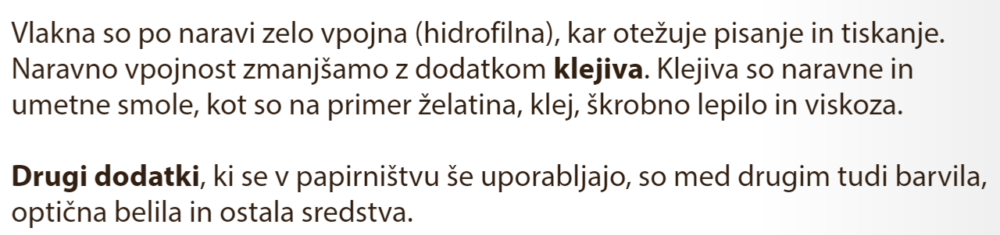 Vlakna so po naravi zelo vpojna (hidrofilna), kar otežuje pisanje in tiskanje.
Naravno vpojnost zmanjšamo z dodatkom klejiva. Klejiva so naravne in
umetne smole, kot so na primer želatina, klej, škrobno lepilo in viskoza.
Drugi dodatki, ki se v papirništvu še uporabljajo, so med drugim tudi barvila,
optična belila in ostala sredstva.